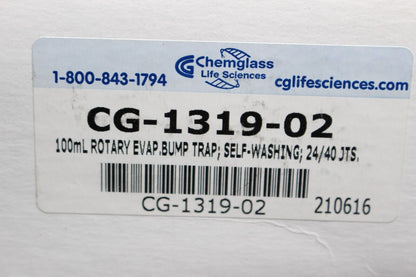 Chemglass
Life Sciences
1-800-843-1794
cglifesciences.com
CG-1319-02
100mL ROTARY EVAP.BUMP TRAP; SELF-WASHING; 24/40 JTS.
CG-1319-02
210616